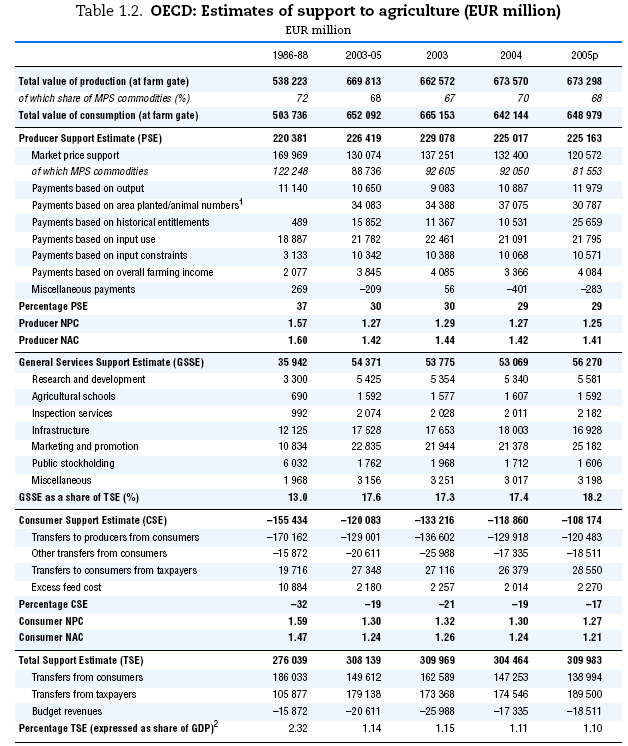 Table 1.2. OECD: Estimates of support to agriculture (EUR million)
EUR million
1986-88 2003-05 2003 2004 2005p
Total value of production (at farm gate) 538 223 669 813 662 572 673 570 673 298
of which share of MPS commodities (%) 72 68 67 70 68
Total value of consumption (at farm gate) 503 736 652 092 665 153 642 144 648 979
Producer Support Estimate (PSE) 220 381 226 419 229 078 225 017 225 163
Market price support 169 969 130 074 137 251 132 400 120 572
of which MPS commodities 122 248 88 736 92 605 92 050 81 553
Payments based on output 11 140 10 650 9 083 10 887 11 979
Payments based on area planted/animal numbers1 34 083 34 388 37 075 30 787
Payments based on historical entitlements 489 15 852 11 367 10 531 25 659
Payments based on input use 18 887 21 782 22 461 21 091 21 795
Payments based on input constraints 3 133 10 342 10 388 10 068 10 571
Payments based on overall farming income 2 077 3 845 4 085 3 366 4 084
Miscellaneous payments 269 –209 56 –401 –283
Percentage PSE 37 30 30 29 29
Producer NPC 1.57 1.27 1.29 1.27 1.25
Producer NAC 1.60 1.42 1.44 1.42 1.41
General Services Support Estimate (GSSE) 35 942 54 371 53 775 53 069 56 270
Research and development 3 300 5 425 5 354 5 340 5 581
Agricultural schools 690 1 592 1 577 1 607 1 592
Inspection services 992 2 074 2 028 2 011 2 182
Infrastructure 12 125 17 528 17 653 18 003 16 928
Marketing and promotion 10 834 22 835 21 944 21 378 25 182
Public stockholding 6 032 1 762 1 968 1 712 1 606
Miscellaneous 1 968 3 156 3 251 3 017 3 198
GSSE as a share of TSE (%) 13.0 17.6 17.3 17.4 18.2
Consumer Support Estimate (CSE) –155 434 –120 083 –133 216 –118 860 –108 174
Transfers to producers from consumers –170 162 –129 001 –136 602 –129 918 –120 483
Other transfers from consumers –15 872 –20 611 –25 988 –17 335 –18 511
Transfers to consumers from taxpayers 19 716 27 348 27 116 26 379 28 550
Excess feed cost 10 884 2 180 2 257 2 014 2 270
Percentage CSE –32 –19 –21 –19 –17
Consumer NPC 1.59 1.30 1.32 1.30 1.27
Consumer NAC 1.47 1.24 1.26 1.24 1.21
Total Support Estimate (TSE) 276 039 308 139 309 969 304 464 309 983
Transfers from consumers 186 033 149 612 162 589 147 253 138 994
Transfers from taxpayers 105 877 179 138 173 368 174 546 189 500
Budget revenues –15 872 –20 611 –25 988 –17 335 –18 511
Percentage TSE (expressed as share of GDP)2 2.32 1.14 1.15 1.11 1.10